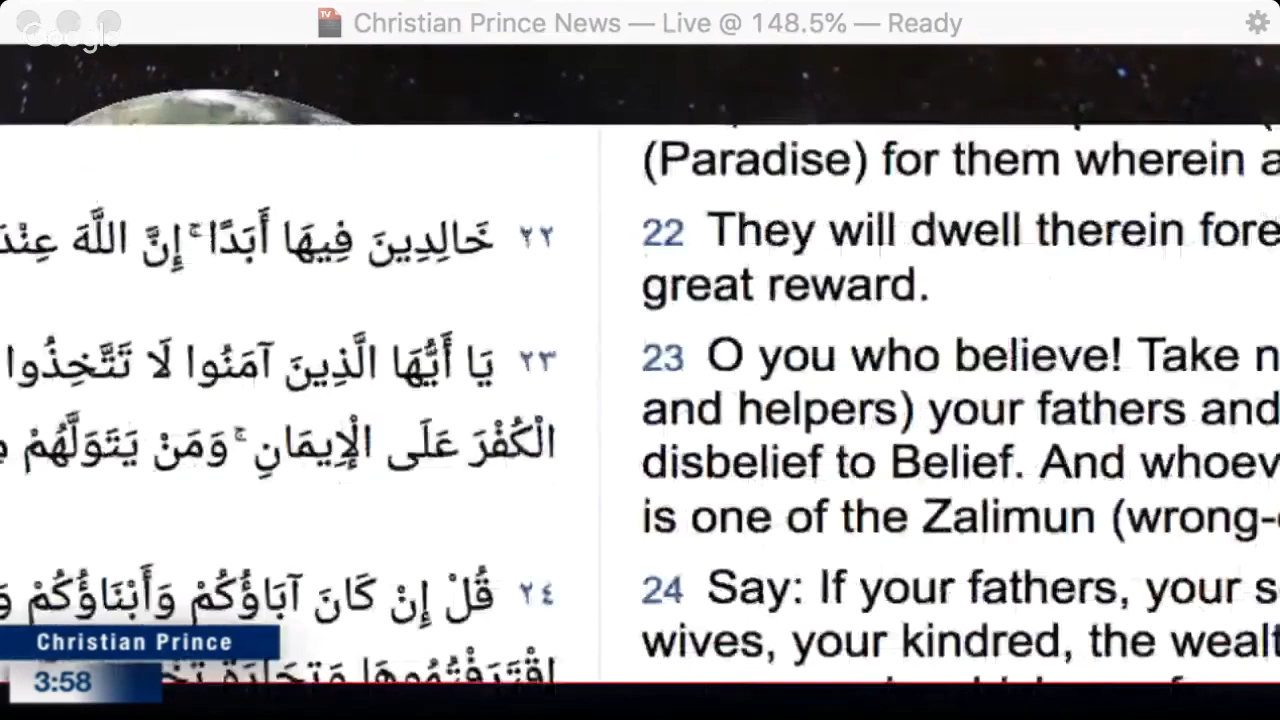 Christian Prince News — Live @ 148.5% — Ready
Google
(Paradise) for them wherein a
٢٢ خَالِدِينَ فِيهَا أَبَدًا ۚ إِنَّ اللَّهَ عِنْدَ
22 They will dwell therein fore
great reward.
٢٣ يَا أَيُّهَا الَّذِينَ آمَنُوا لَا تَتَّخِذُوا
الْكُفْرَ عَلَى الْإِيمَانِ ۚ وَمَنْ يَتَوَلَّهُمْ مِ
23 O you who believe! Take n
and helpers) your fathers and
disbelief to Belief. And whoev
is one of the Zalimun (wrong-
٢٤ قُلْ إِنْ كَانَ آبَاؤُكُمْ وَأَبْنَاؤُكُمْ وَ
24 Say: If your fathers, your s
wives, your kindred, the wealt
Christian Prince
3:58